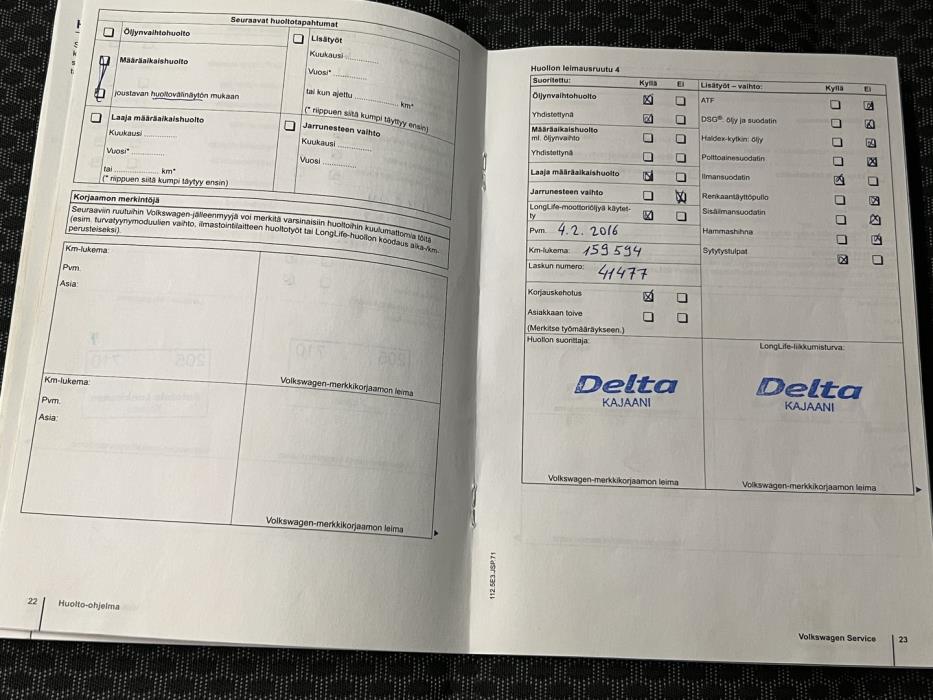 Seuraavat huoltotapahtumat
Öljynvaihtohuolto
Määräaikaishuolto
joustavan huoltovälinäytön mukaan
Laaja määräaikaishuolto
Kuukausi ............
Vuosi* ............
tai ............ km*
(* riippuen siitä kumpi täytyy ensin)
Lisätyöt
Kuukausi ............
Vuosi* ............
tai kun ajettu ............ km*
(* riippuen siitä kumpi täyttyy ensin)
Jarrunesteen vaihto
Kuukausi ............
Vuosi ............
Korjaamon merkintöjä
Seuraaviin ruutuihin Volkswagen-jälleenmyyjä voi merkitä varsinaisiin huoltoihin kuulumattomia töitä
(esim. turvatyynymoduulien vaihto, ilmastointilaitteen huoltotyöt tai LongLife-huollon koodaus aika-/km-
perusteiseksi).
Km-lukema:
Pvm.
Asia:
Volkswagen-merkkikorjaamon leima
Km-lukema:
Pvm.
Asia:
Volkswagen-merkkikorjaamon leima
22 Huolto-ohjelma
Huollon leimausruutu 4
Suoritettu: Kyllä Ei
Öljynvaihtohuolto
Yhdistettynä
Määräaikaishuolto
ml. öljynvaihto
Yhdistettynä
Laaja määräaikaishuolto
Jarrunesteen vaihto
LongLife-moottoriöljyä käytet-
ty
Pvm. 4.2. 2016
Km-lukema: 159 594
Laskun numero: 41477
Korjauskehotus
Asiakkaan toive
(Merkitse työmääräykseen.)
Lisätyöt – vaihto: Kyllä Ei
ATF
DSG®: öljy ja suodatin
Haldex-kytkin: öljy
Polttoainesuodatin
Ilmansuodatin
Renkaantäyttöpullo
Sisäilmansuodatin
Hammashihna
Sytytystulpat
Huollon suorittaja:
Delta
KAJAANI
Volkswagen-merkkikorjaamon leima
LongLife-liikkumisturva:
Delta
KAJAANI
Volkswagen-merkkikorjaamon leima
112.5E3.JSP.71
Volkswagen Service 23